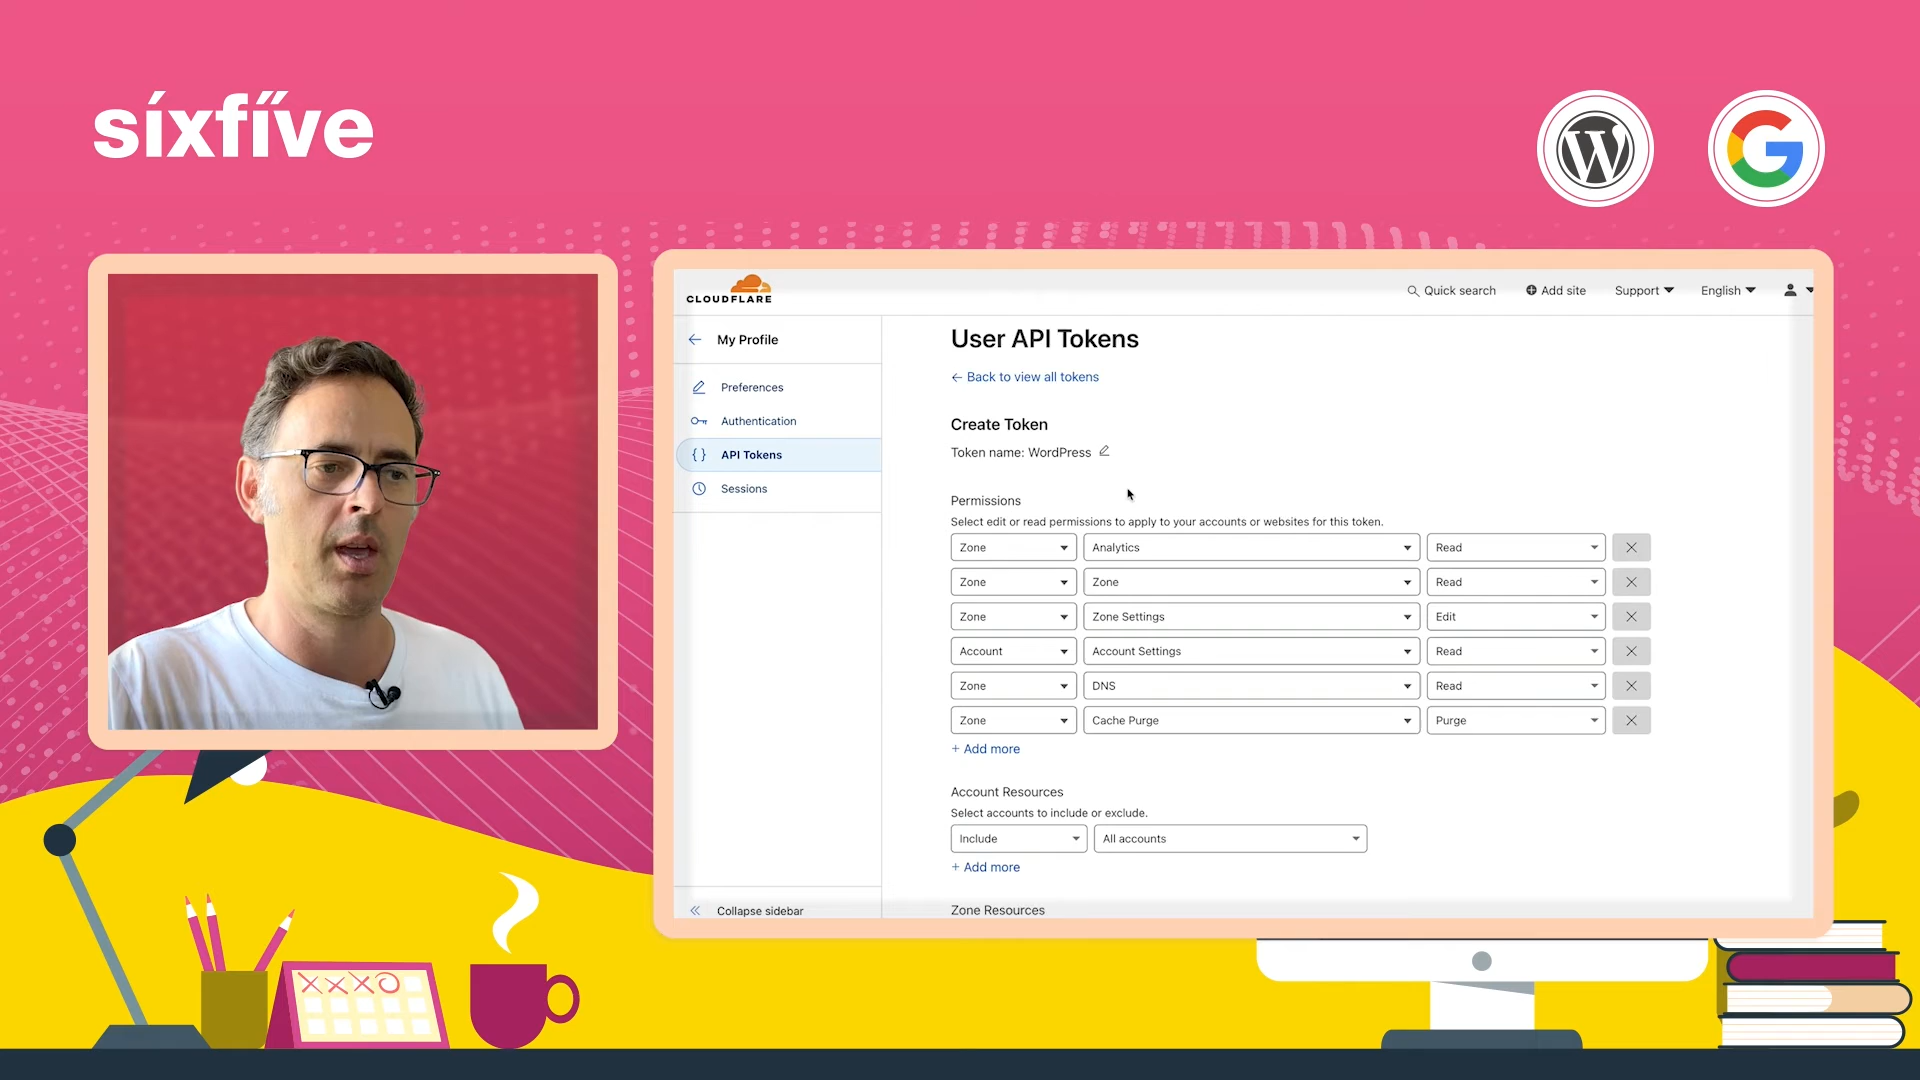 síxfív̋e
CLOUDFLARE
Quick search
Add site
Support
English
My Profile
Preferences
Authentication
API Tokens
Sessions
Collapse sidebar
User API Tokens
Back to view all tokens
Create Token
Token name: WordPress
Permissions
Select edit or read permissions to apply to your accounts or websites for this token.
Zone Analytics Read
Zone Zone Read
Zone Zone Settings Edit
Account Account Settings Read
Zone DNS Read
Zone Cache Purge Purge
+ Add more
Account Resources
Select accounts to include or exclude.
Include All accounts
+ Add more
Zone Resources